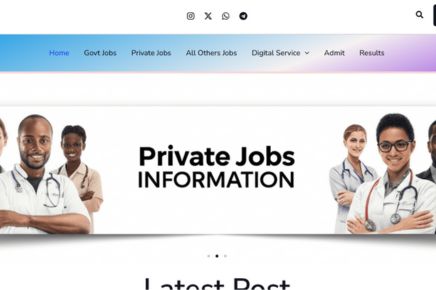 Home Govt Jobs Private Jobs All Others Jobs Digital Service Admit Results
Private Jobs
INFORMATION
Latest Post